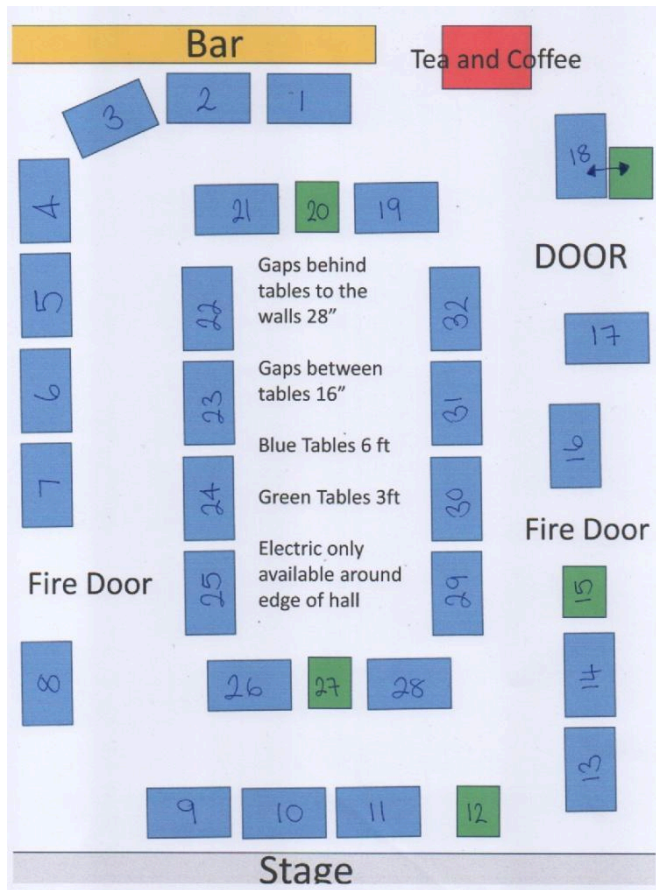 Bar
Tea and Coffee
3
2
1
18
4
21
20
19
DOOR
Gaps behind
tables to the
walls 28”
5
22
32
17
Gaps between
tables 16”
6
23
31
16
Blue Tables 6 ft
7
24
Green Tables 3ft
30
Fire Door
Fire Door
Electric only
available around
edge of hall
25
29
15
8
26
27
28
14
13
9
10
11
12
Stage